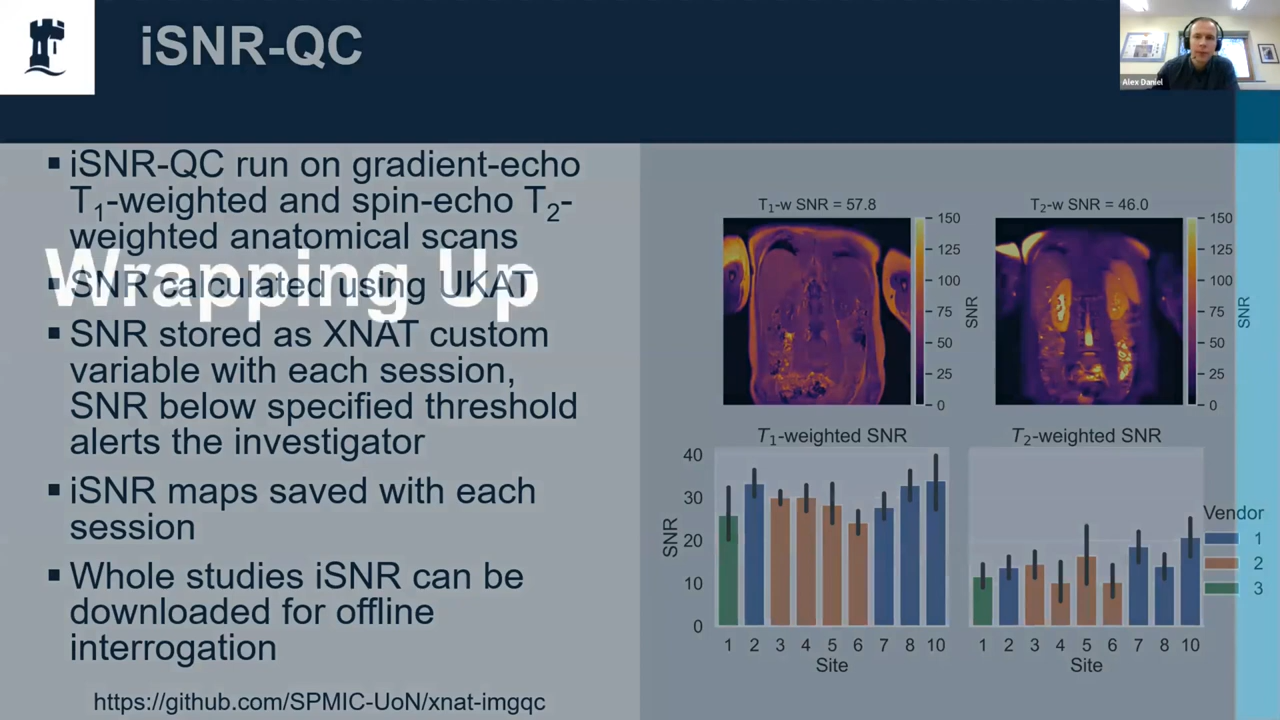 iSNR-QC
Alex Daniel
▪ iSNR-QC run on gradient-echo
T1-weighted and spin-echo T2-
weighted anatomical scans
Wrapping Up
▪ SNR calculated using UKAT
▪ SNR stored as XNAT custom
variable with each session,
SNR below specified threshold
alerts the investigator
▪ iSNR maps saved with each
session
▪ Whole studies iSNR can be
downloaded for offline
interrogation
https://github.com/SPMIC-UoN/xnat-imgqc
T1-w SNR = 57.8
150
125
100
75
50
25
0
SNR
T2-w SNR = 46.0
150
125
100
75
50
25
0
SNR
T1-weighted SNR
40
30
20
10
0
SNR
1 2 3 4 5 6 7 8 10
Site
T2-weighted SNR
1 2 3 4 5 6 7 8 10
Site
Vendor
1
2
3